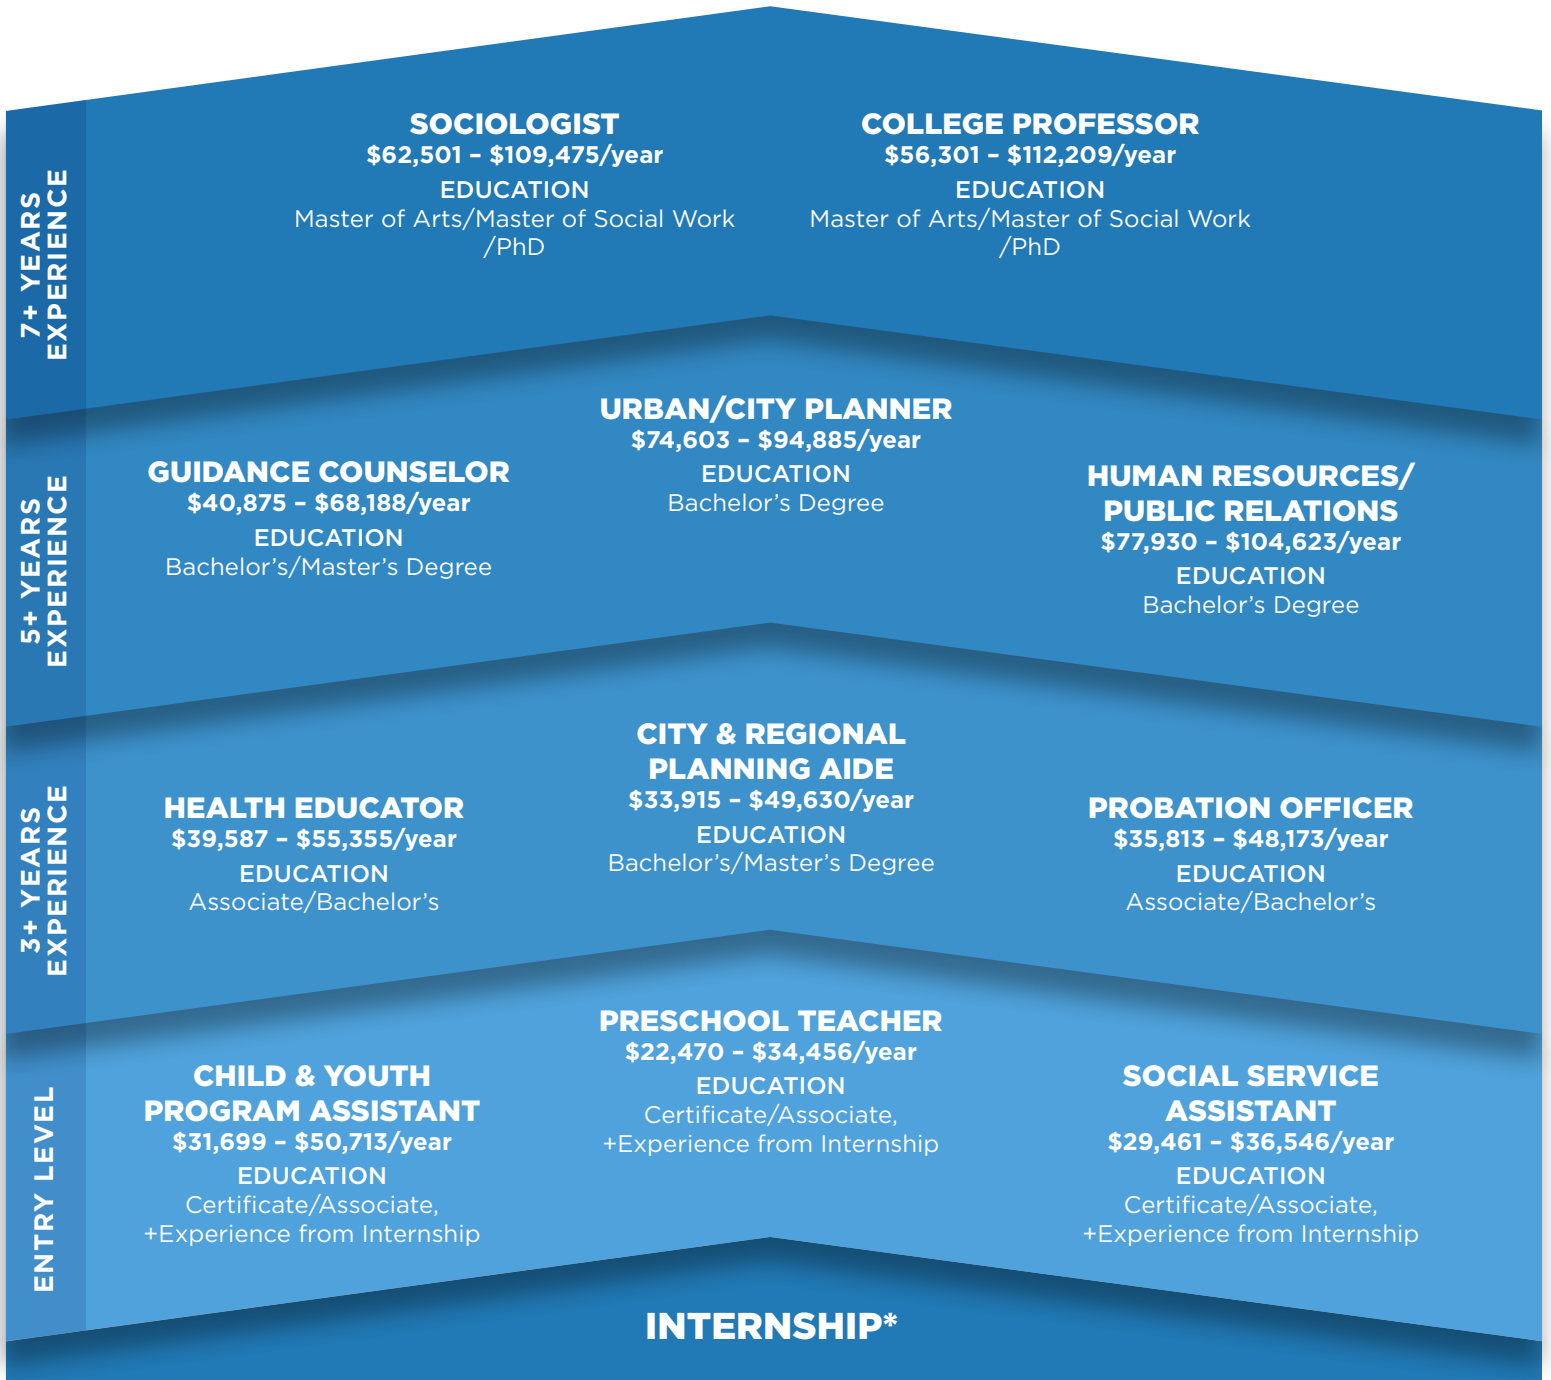 7+ YEARS
EXPERIENCE
SOCIOLOGIST
$62,501 – $109,475/year
EDUCATION
Master of Arts/Master of Social Work
/PhD
COLLEGE PROFESSOR
$56,301 – $112,209/year
EDUCATION
Master of Arts/Master of Social Work
/PhD
5+ YEARS
EXPERIENCE
GUIDANCE COUNSELOR
$40,875 – $68,188/year
EDUCATION
Bachelor’s/Master’s Degree
URBAN/CITY PLANNER
$74,603 – $94,885/year
EDUCATION
Bachelor’s Degree
HUMAN RESOURCES/
PUBLIC RELATIONS
$77,930 – $104,623/year
EDUCATION
Bachelor’s Degree
3+ YEARS
EXPERIENCE
HEALTH EDUCATOR
$39,587 – $55,355/year
EDUCATION
Associate/Bachelor’s
CITY & REGIONAL
PLANNING AIDE
$33,915 – $49,630/year
EDUCATION
Bachelor’s/Master’s Degree
PROBATION OFFICER
$35,813 – $48,173/year
EDUCATION
Associate/Bachelor’s
ENTRY LEVEL
CHILD & YOUTH
PROGRAM ASSISTANT
$31,699 – $50,713/year
EDUCATION
Certificate/Associate,
+Experience from Internship
PRESCHOOL TEACHER
$22,470 – $34,456/year
EDUCATION
Certificate/Associate,
+Experience from Internship
SOCIAL SERVICE
ASSISTANT
$29,461 – $36,546/year
EDUCATION
Certificate/Associate,
+Experience from Internship
INTERNSHIP*